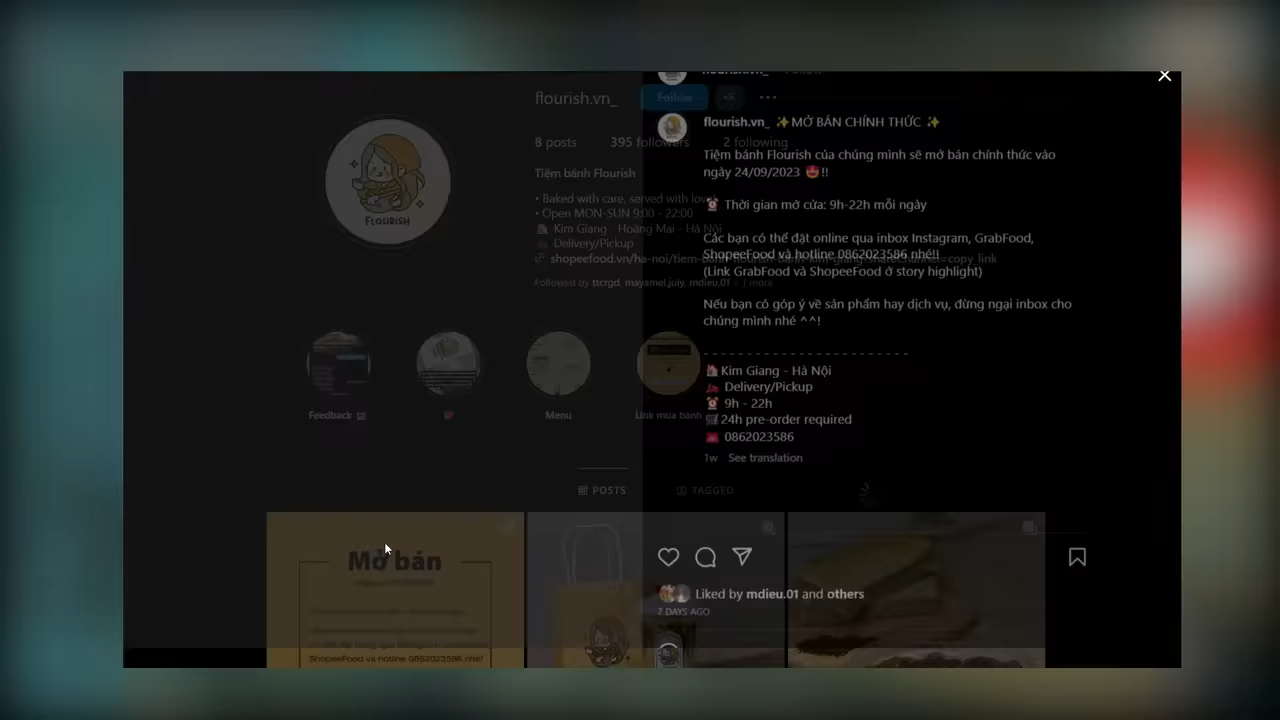 flourish.vn_
Follow
8 posts
395 followers
2 following
Tiệm bánh Flourish
• Baked with care, served with love
• Open MON-SUN 9:00 - 22:00
Kim Giang - Hoàng Mai - Hà Nội
Delivery/Pickup
shopeefood.vn/ha-noi/tiem-banh-flourish-banh-kim-giang?shareChannel=copy_link
Followed by ttcrgd_, mayamei.july, mdieu.01 + 1 more
FLOURISH
Feedback
Menu
Link mua bánh
POSTS
TAGGED
Mở bán
ShopeeFood và hotline 0862023586 nhé!
flourish.vn_ ✨MỞ BÁN CHÍNH THỨC ✨
Tiệm bánh Flourish của chúng mình sẽ mở bán chính thức vào
ngày 24/09/2023 🤩!!
⏰ Thời gian mở cửa: 9h-22h mỗi ngày
Các bạn có thể đặt online qua inbox Instagram, GrabFood,
ShopeeFood và hotline 0862023586 nhé!!
(Link GrabFood và ShopeeFood ở story highlight)
Nếu bạn có góp ý về sản phẩm hay dịch vụ, đừng ngại inbox cho
chúng mình nhé ^^!
- - - - - - - - - - - - - - - - - - - - - - - - -
🏠Kim Giang - Hà Nội
🛵 Delivery/Pickup
⏰ 9h - 22h
🛒24h pre-order required
☎️ 0862023586
1w See translation
Liked by mdieu.01 and others
7 DAYS AGO